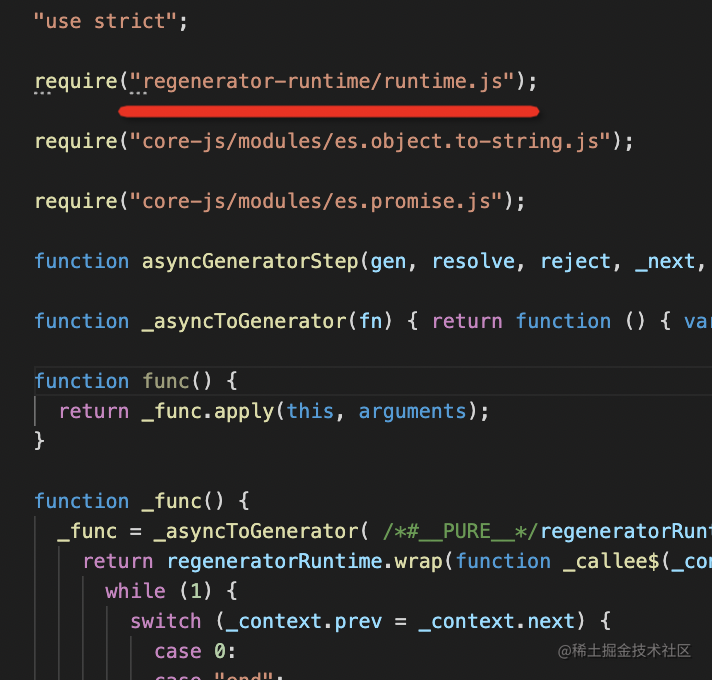 "use strict";
require("regenerator-runtime/runtime.js");
require("core-js/modules/es.object.to-string.js");
require("core-js/modules/es.promise.js");
function asyncGeneratorStep(gen, resolve, reject, _next,
function _asyncToGenerator(fn) { return function () { var
function func() {
return _func.apply(this, arguments);
}
function _func() {
_func = _asyncToGenerator( /*#__PURE__*/regeneratorRunt
return regeneratorRuntime.wrap(function _callee$(_con
while (1) {
switch (_context.prev = _context.next) {
case 0:
case "end":
@稀土掘金技术社区